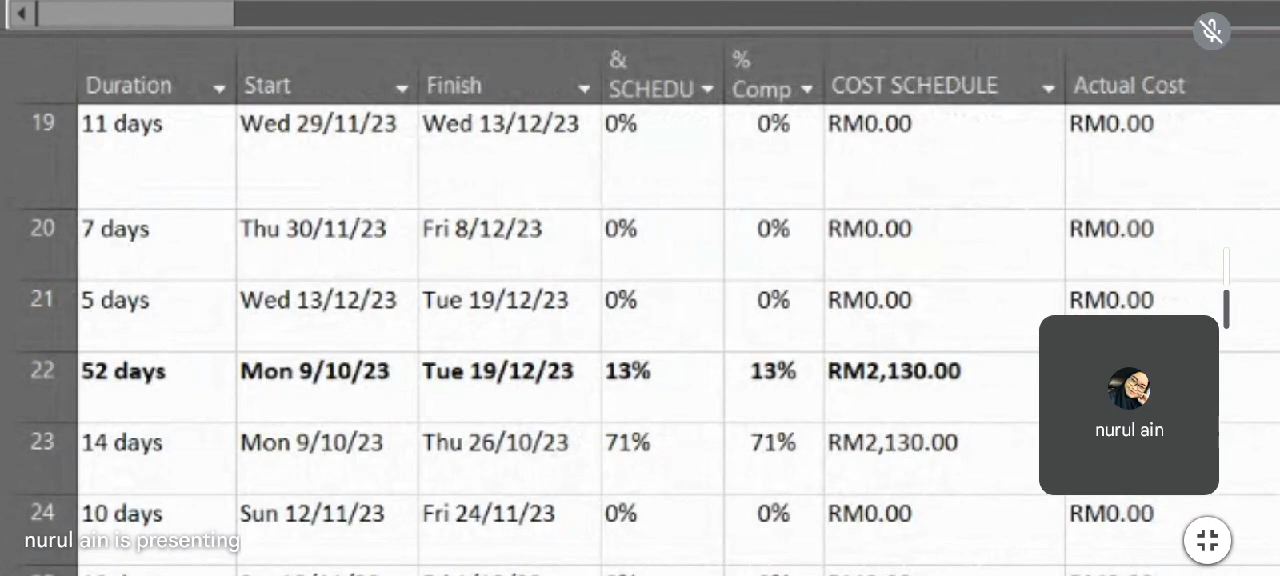 &
%
Duration Start Finish SCHEDU Comp COST SCHEDULE Actual Cost
19 11 days Wed 29/11/23 Wed 13/12/23 0% 0% RM0.00 RM0.00
20 7 days Thu 30/11/23 Fri 8/12/23 0% 0% RM0.00 RM0.00
21 5 days Wed 13/12/23 Tue 19/12/23 0% 0% RM0.00 RM0.00
22 52 days Mon 9/10/23 Tue 19/12/23 13% 13% RM2,130.00
23 14 days Mon 9/10/23 Thu 26/10/23 71% 71% RM2,130.00
nurul ain
24 10 days Sun 12/11/23 Fri 24/11/23 0% 0% RM0.00 RM0.00
nurul ain is presenting